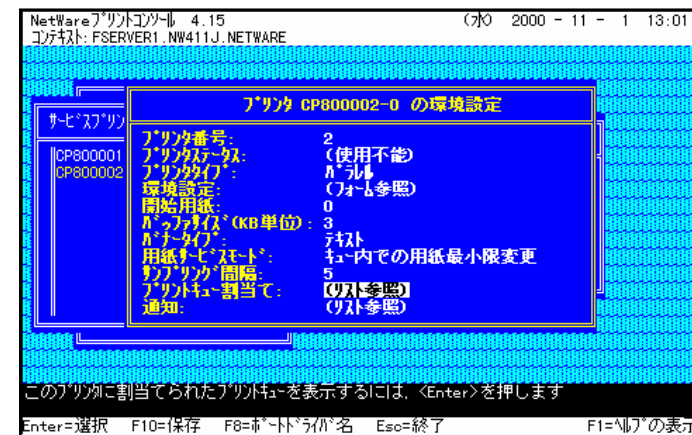 NetWareﾌﾟﾘﾝﾄｺﾝｿｰﾙ 4.15 (水) 2000 - 11 - 1 13:01
ｺﾝﾃｷｽﾄ: FSERVER1.NW411J.NETWARE
ﾌﾟﾘﾝﾀ CP800002-0 の環境設定
ｻｰﾋﾞｽﾌﾟﾘﾝ
CP800001
CP800002
ﾌﾟﾘﾝﾀ番号: 2
ﾌﾟﾘﾝﾀｽﾃｰﾀｽ: (使用不能)
ﾌﾟﾘﾝﾀﾀｲﾌﾟ: ﾊﾟﾗﾚﾙ
環境設定: (ﾌｫｰﾑ参照)
開始用紙: 0
ﾊﾞｯﾌｧｻｲｽﾞ(KB単位): 3
ﾊﾞﾅｰﾀｲﾌﾟ: ﾃｷｽﾄ
用紙ｻｰﾋﾞｽﾓｰﾄﾞ: ｷｭｰ内での用紙最小限変更
ｻﾝﾌﾟﾘﾝｸﾞ間隔: 5
ﾌﾟﾘﾝﾄｷｭｰ割当て: (ﾘｽﾄ参照)
通知: (ﾘｽﾄ参照)
このﾌﾟﾘﾝﾀに割当てられたﾌﾟﾘﾝﾄｷｭｰを表示するには, <Enter>を押します
Enter=選択 F10=保存 F8=ﾎﾞｰﾄﾄﾞﾗｲﾊﾞ名 Esc=終了 F1=ﾍﾙﾌﾟの表示